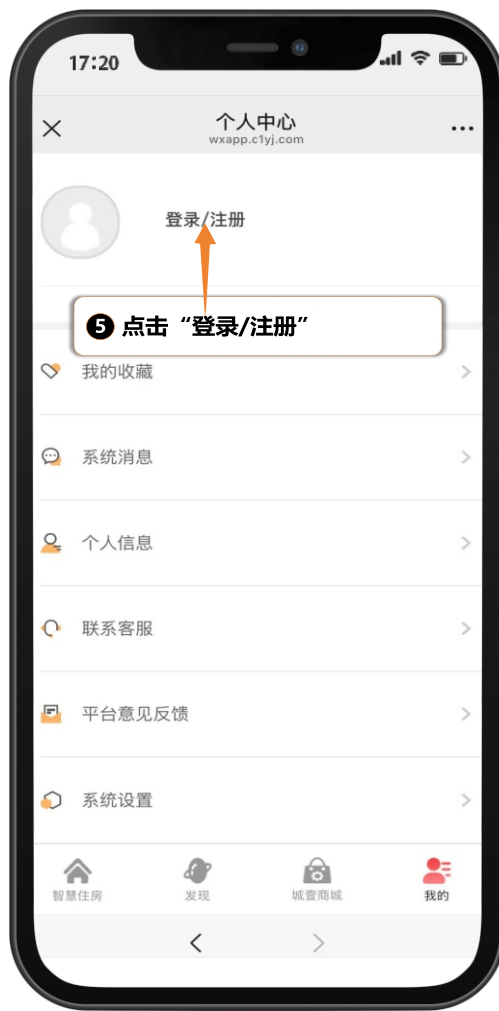 17:20
个人中心
wxapp.c1yj.com
登录/注册
❺ 点击“登录/注册”
我的收藏
系统消息
个人信息
联系客服
平台意见反馈
系统设置
智慧住房 发现 城壹商城 我的